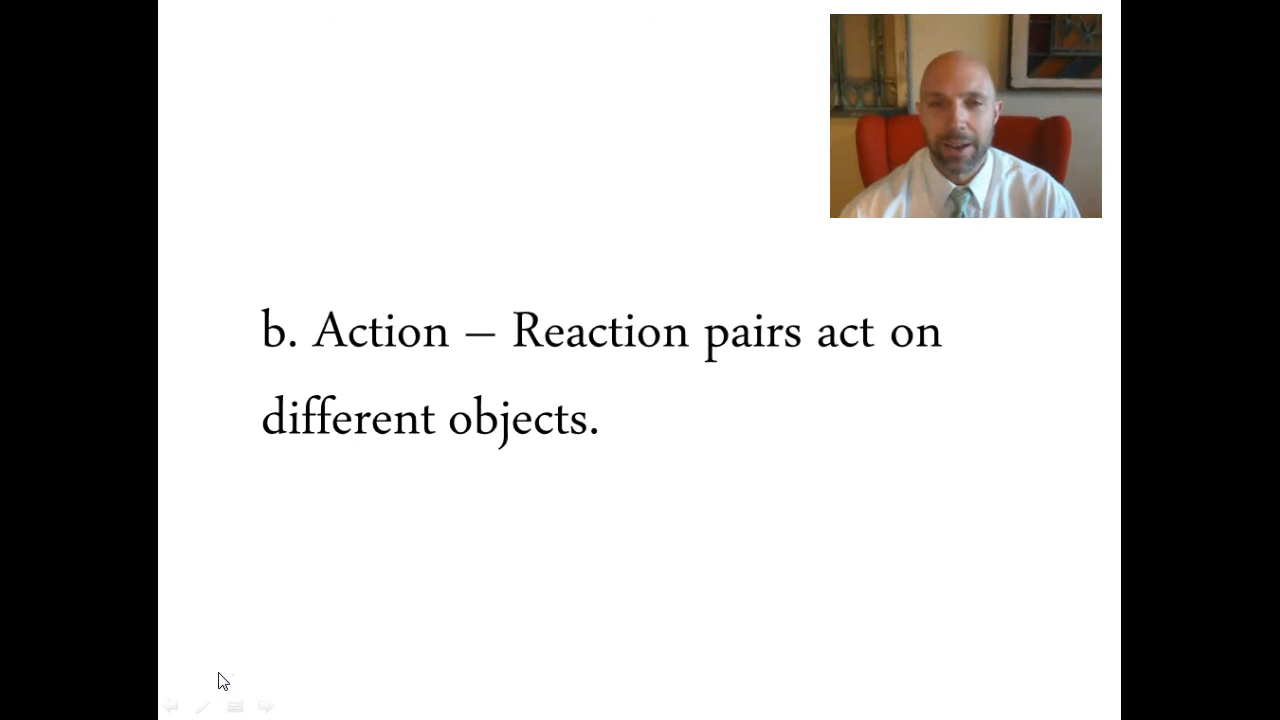 b. Action – Reaction pairs act on
different objects.